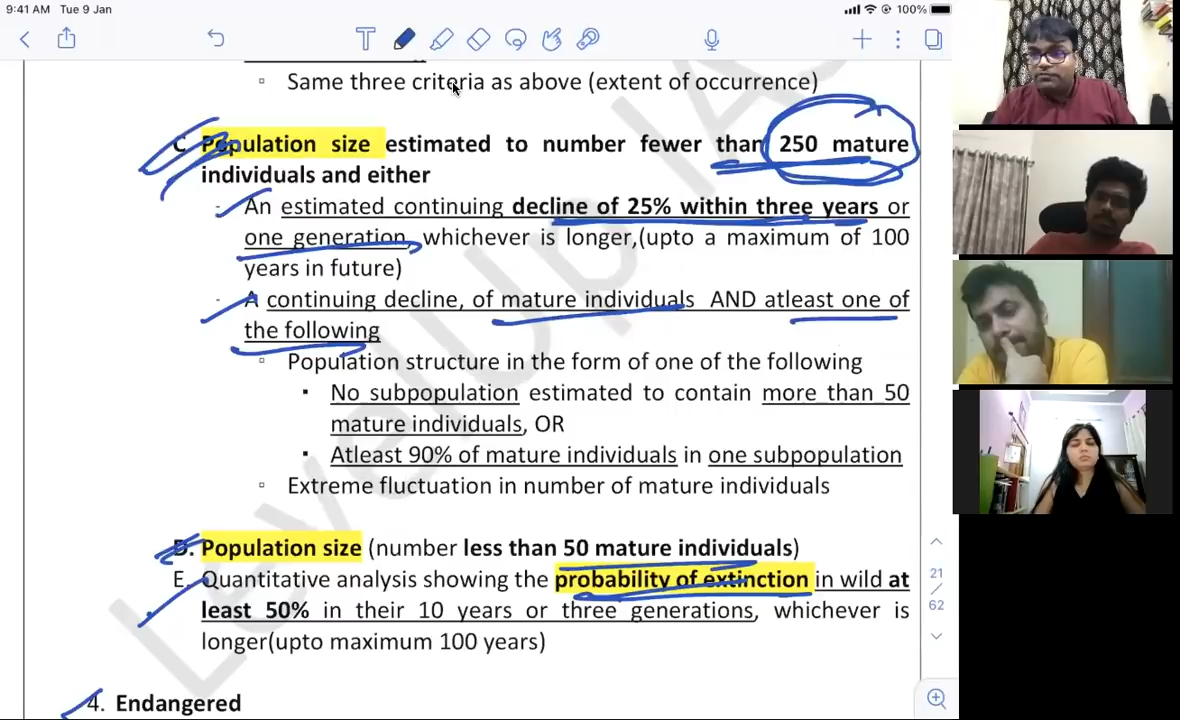 9:41 AM Tue 9 Jan
100%
Same three criteria as above (extent of occurrence)
C. Population size estimated to number fewer than 250 mature
individuals and either
- An estimated continuing decline of 25% within three years or
one generation, whichever is longer,(upto a maximum of 100
years in future)
- A continuing decline, of mature individuals AND atleast one of
the following
Population structure in the form of one of the following
No subpopulation estimated to contain more than 50
mature individuals, OR
Atleast 90% of mature individuals in one subpopulation
Extreme fluctuation in number of mature individuals
D. Population size (number less than 50 mature individuals)
E. Quantitative analysis showing the probability of extinction in wild at
least 50% in their 10 years or three generations, whichever is
longer(upto maximum 100 years)
4. Endangered
21
/
62
LevelUp IAS